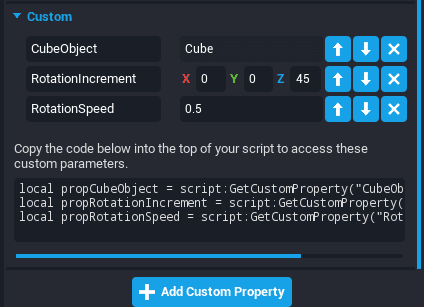 Custom
CubeObject Cube
RotationIncrement X 0 Y 0 Z 45
RotationSpeed 0.5
Copy the code below into the top of your script to access these
custom parameters.
local propCubeObject = script:GetCustomProperty("CubeOb
local propRotationIncrement = script:GetCustomProperty(
local propRotationSpeed = script:GetCustomProperty("Rot
Add Custom Property